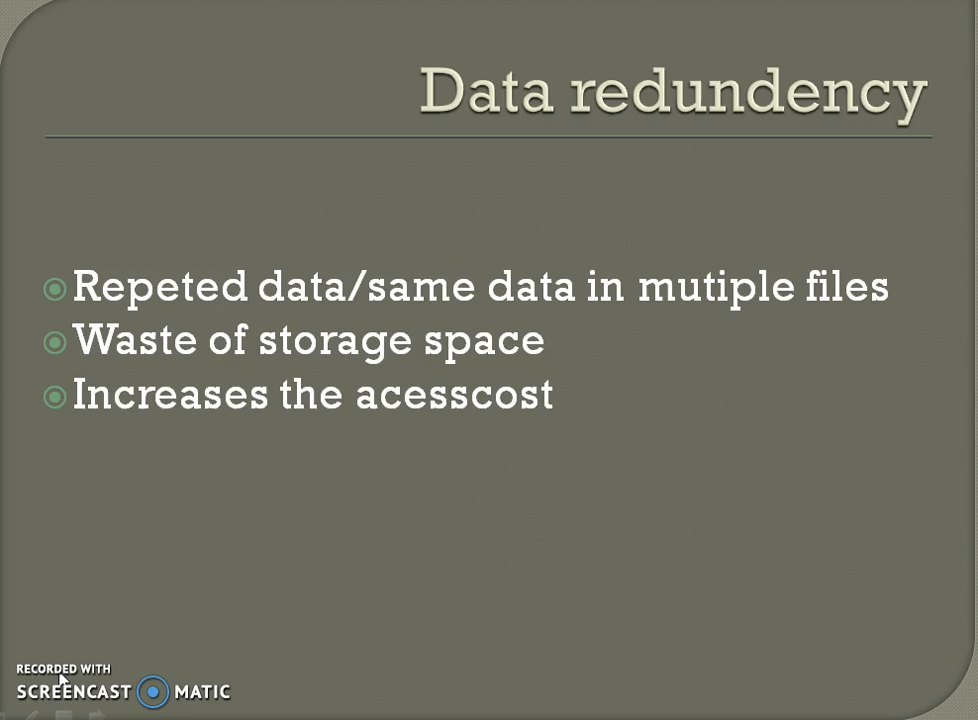 Data redundency
Repeted data/same data in mutiple files
Waste of storage space
Increases the acesscost
RECORDED WITH
SCREENCAST MATIC